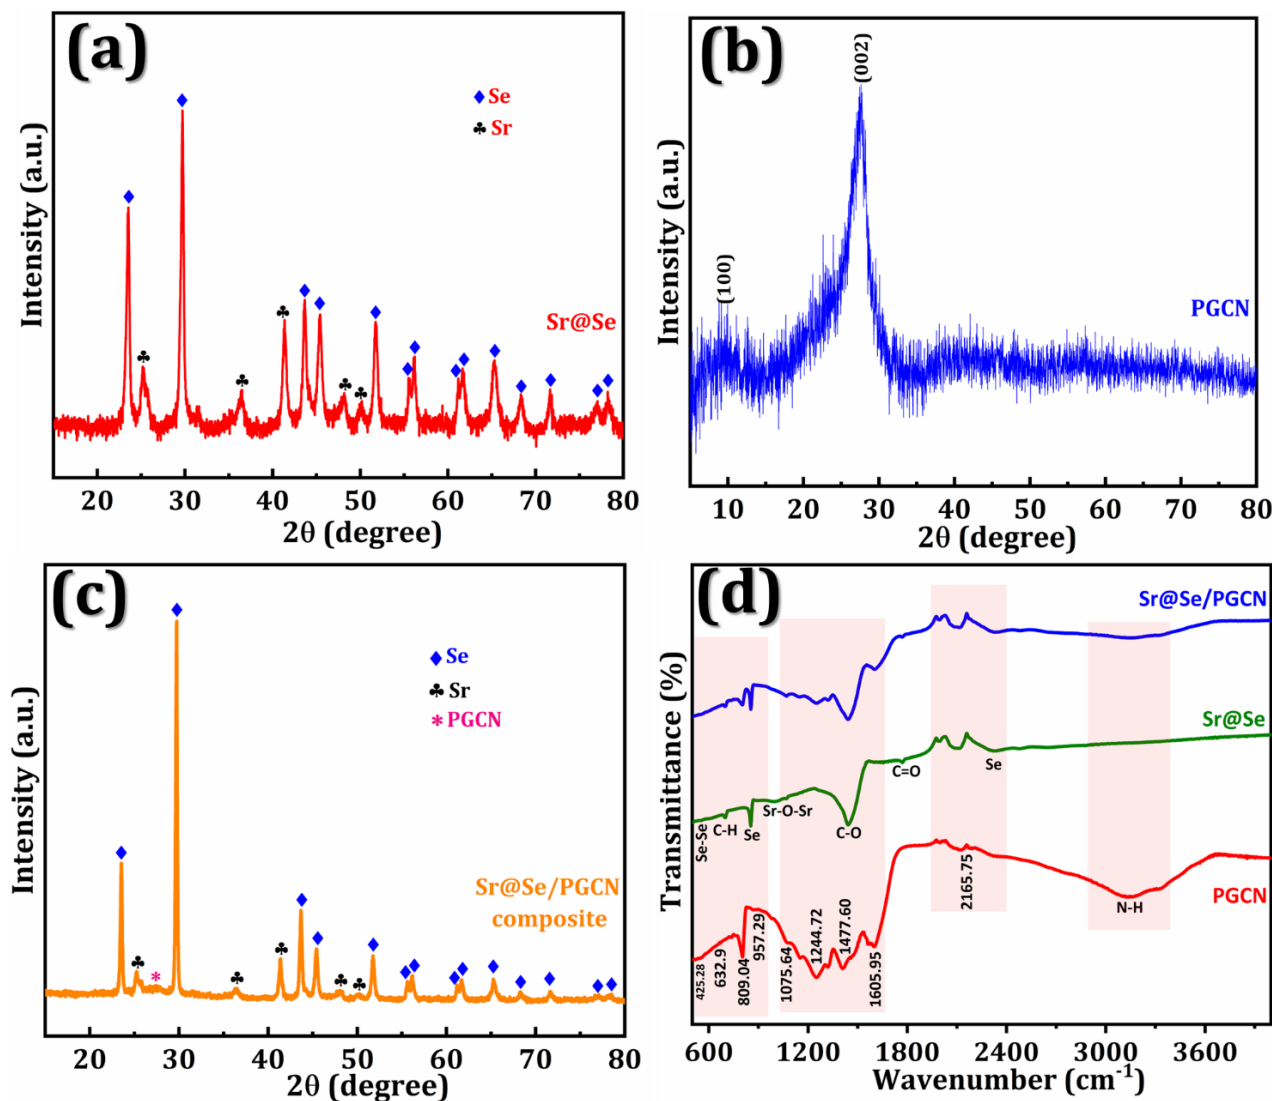 (a)
♦ Se
♣ Sr
Sr@Se
Intensity (a.u.)
20 30 40 50 60 70 80
2θ (degree)
(b)
(002)
(100)
PGCN
Intensity (a.u.)
10 20 30 40 50 60 70 80
2θ (degree)
(c)
♦ Se
♣ Sr
* PGCN
Sr@Se/PGCN
composite
Intensity (a.u.)
20 30 40 50 60 70 80
2θ (degree)
(d)
Sr@Se/PGCN
Sr@Se
Se-Se
C-H
Se
Sr-O-Sr
C-O
C=O
Se
PGCN
N-H
425.28
632.9
809.04
957.29
1075.64
1244.72
1477.60
1605.95
2165.75
Transmittance (%)
600 1200 1800 2400 3000 3600
Wavenumber (cm⁻¹)